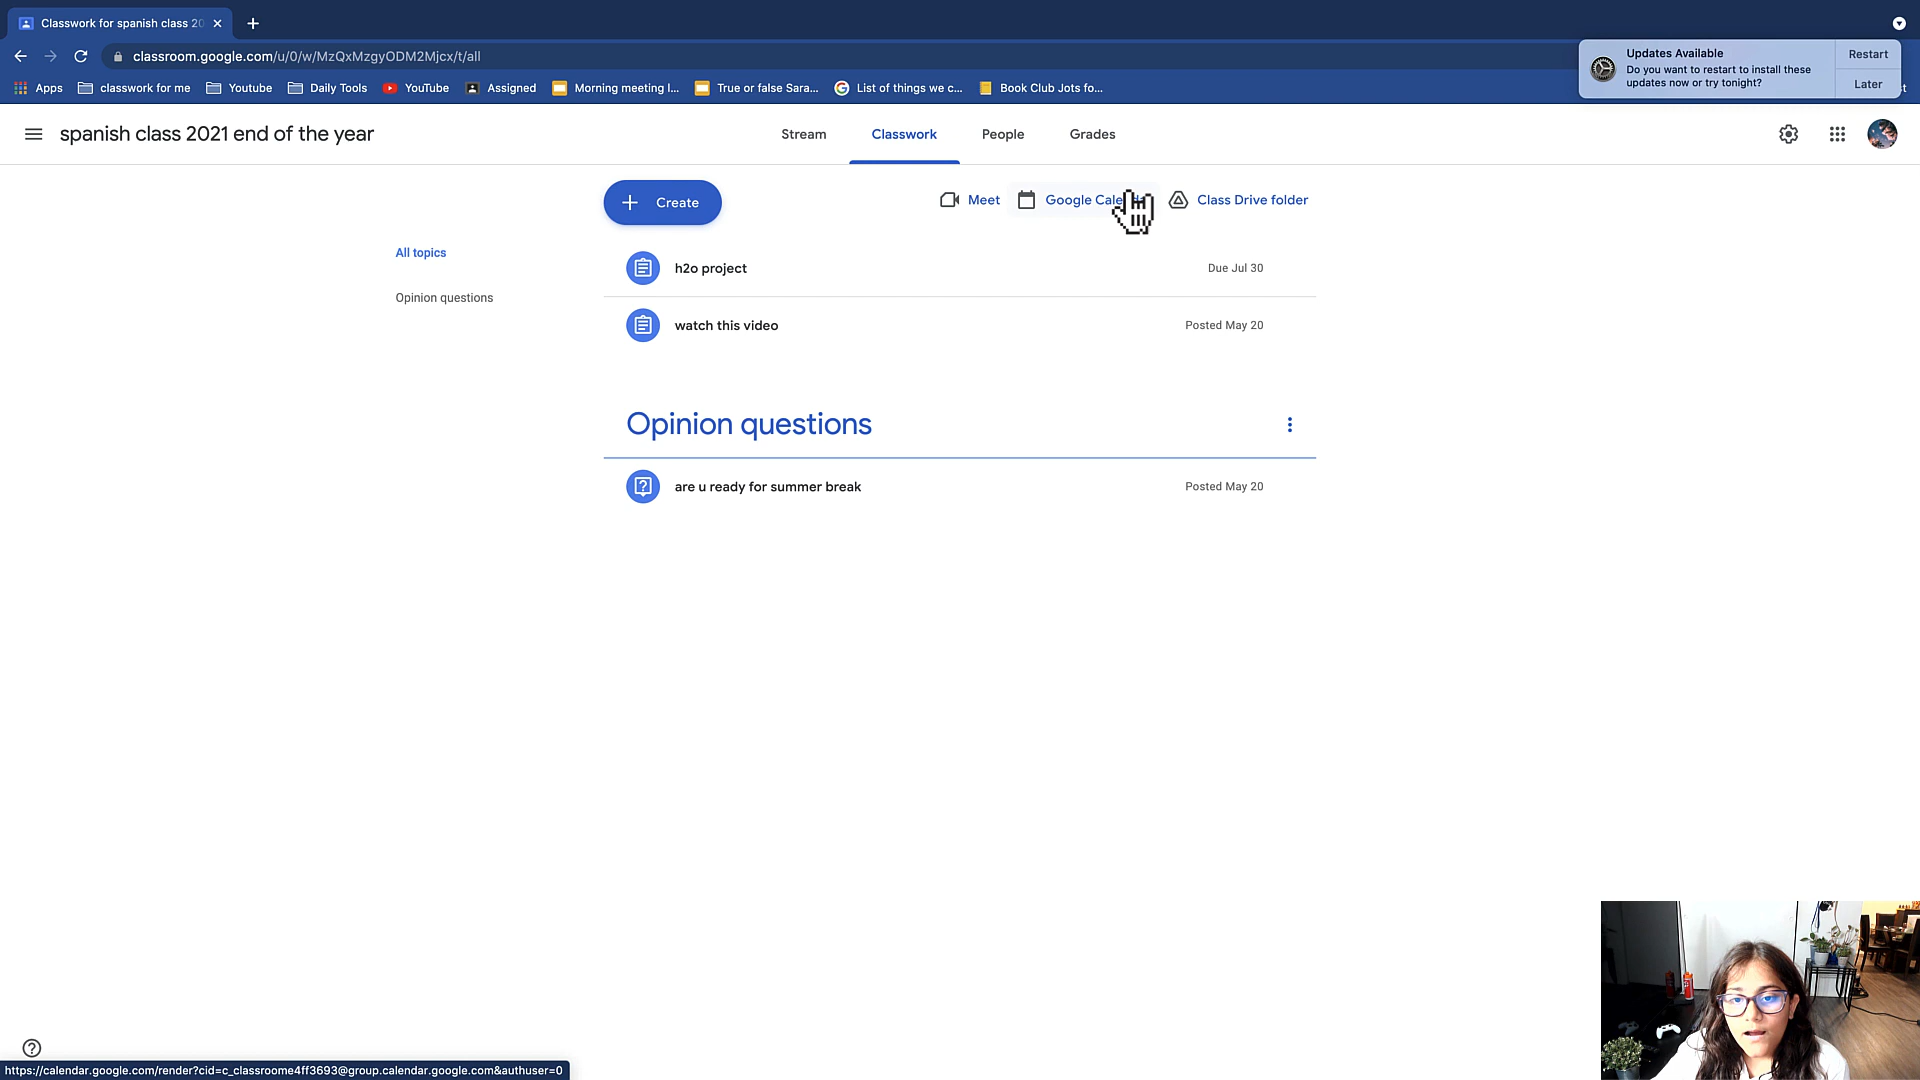 Classwork for spanish class 20
classroom.google.com/u/0/w/MzQxMzgyODM2Mjcx/t/all
Updates Available
Do you want to restart to install these
updates now or try tonight?
Restart
Later
Apps
classwork for me
Youtube
Daily Tools
YouTube
Assigned
Morning meeting I...
True or false Sara...
List of things we c...
Book Club Jots fo...
spanish class 2021 end of the year
Stream
Classwork
People
Grades
Create
Meet
Google
Class Drive folder
All topics
Opinion questions
h2o project
Due Jul 30
watch this video
Posted May 20
Opinion questions
are u ready for summer break
Posted May 20
https://calendar.google.com/render?cid=c_classroome4ff3693@group.calendar.google.com&authuser=0